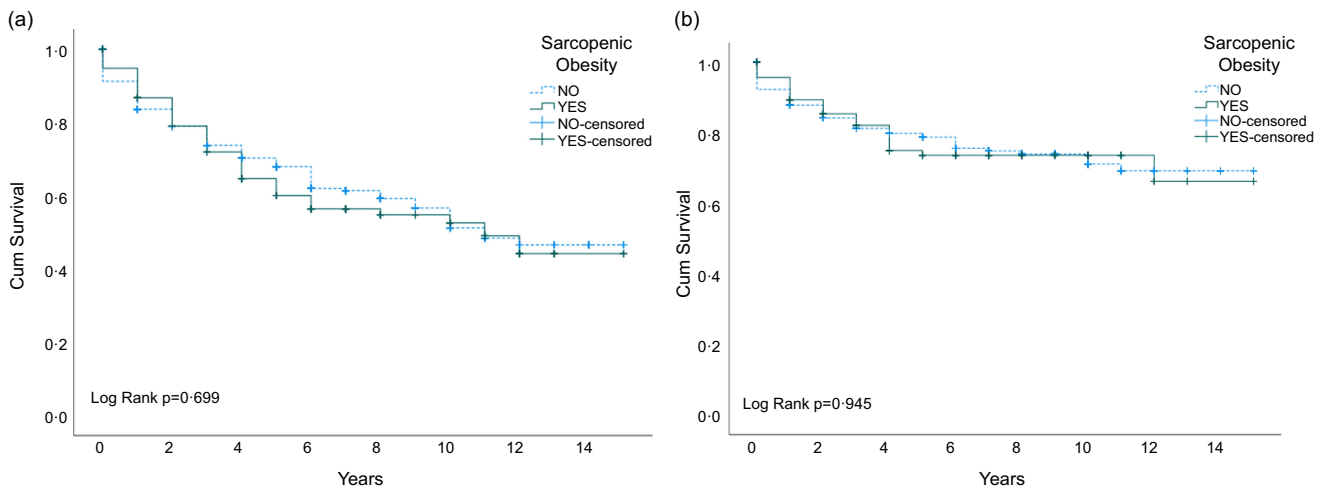 (a)
Cum Survival
1·0
0·8
0·6
0·4
0·2
0·0
Sarcopenic
Obesity
NO
YES
NO-censored
YES-censored
Log Rank p=0·699
0 2 4 6 8 10 12 14
Years
(b)
Cum Survival
1·0
0·8
0·6
0·4
0·2
0·0
Sarcopenic
Obesity
NO
YES
NO-censored
YES-censored
Log Rank p=0·945
0 2 4 6 8 10 12 14
Years